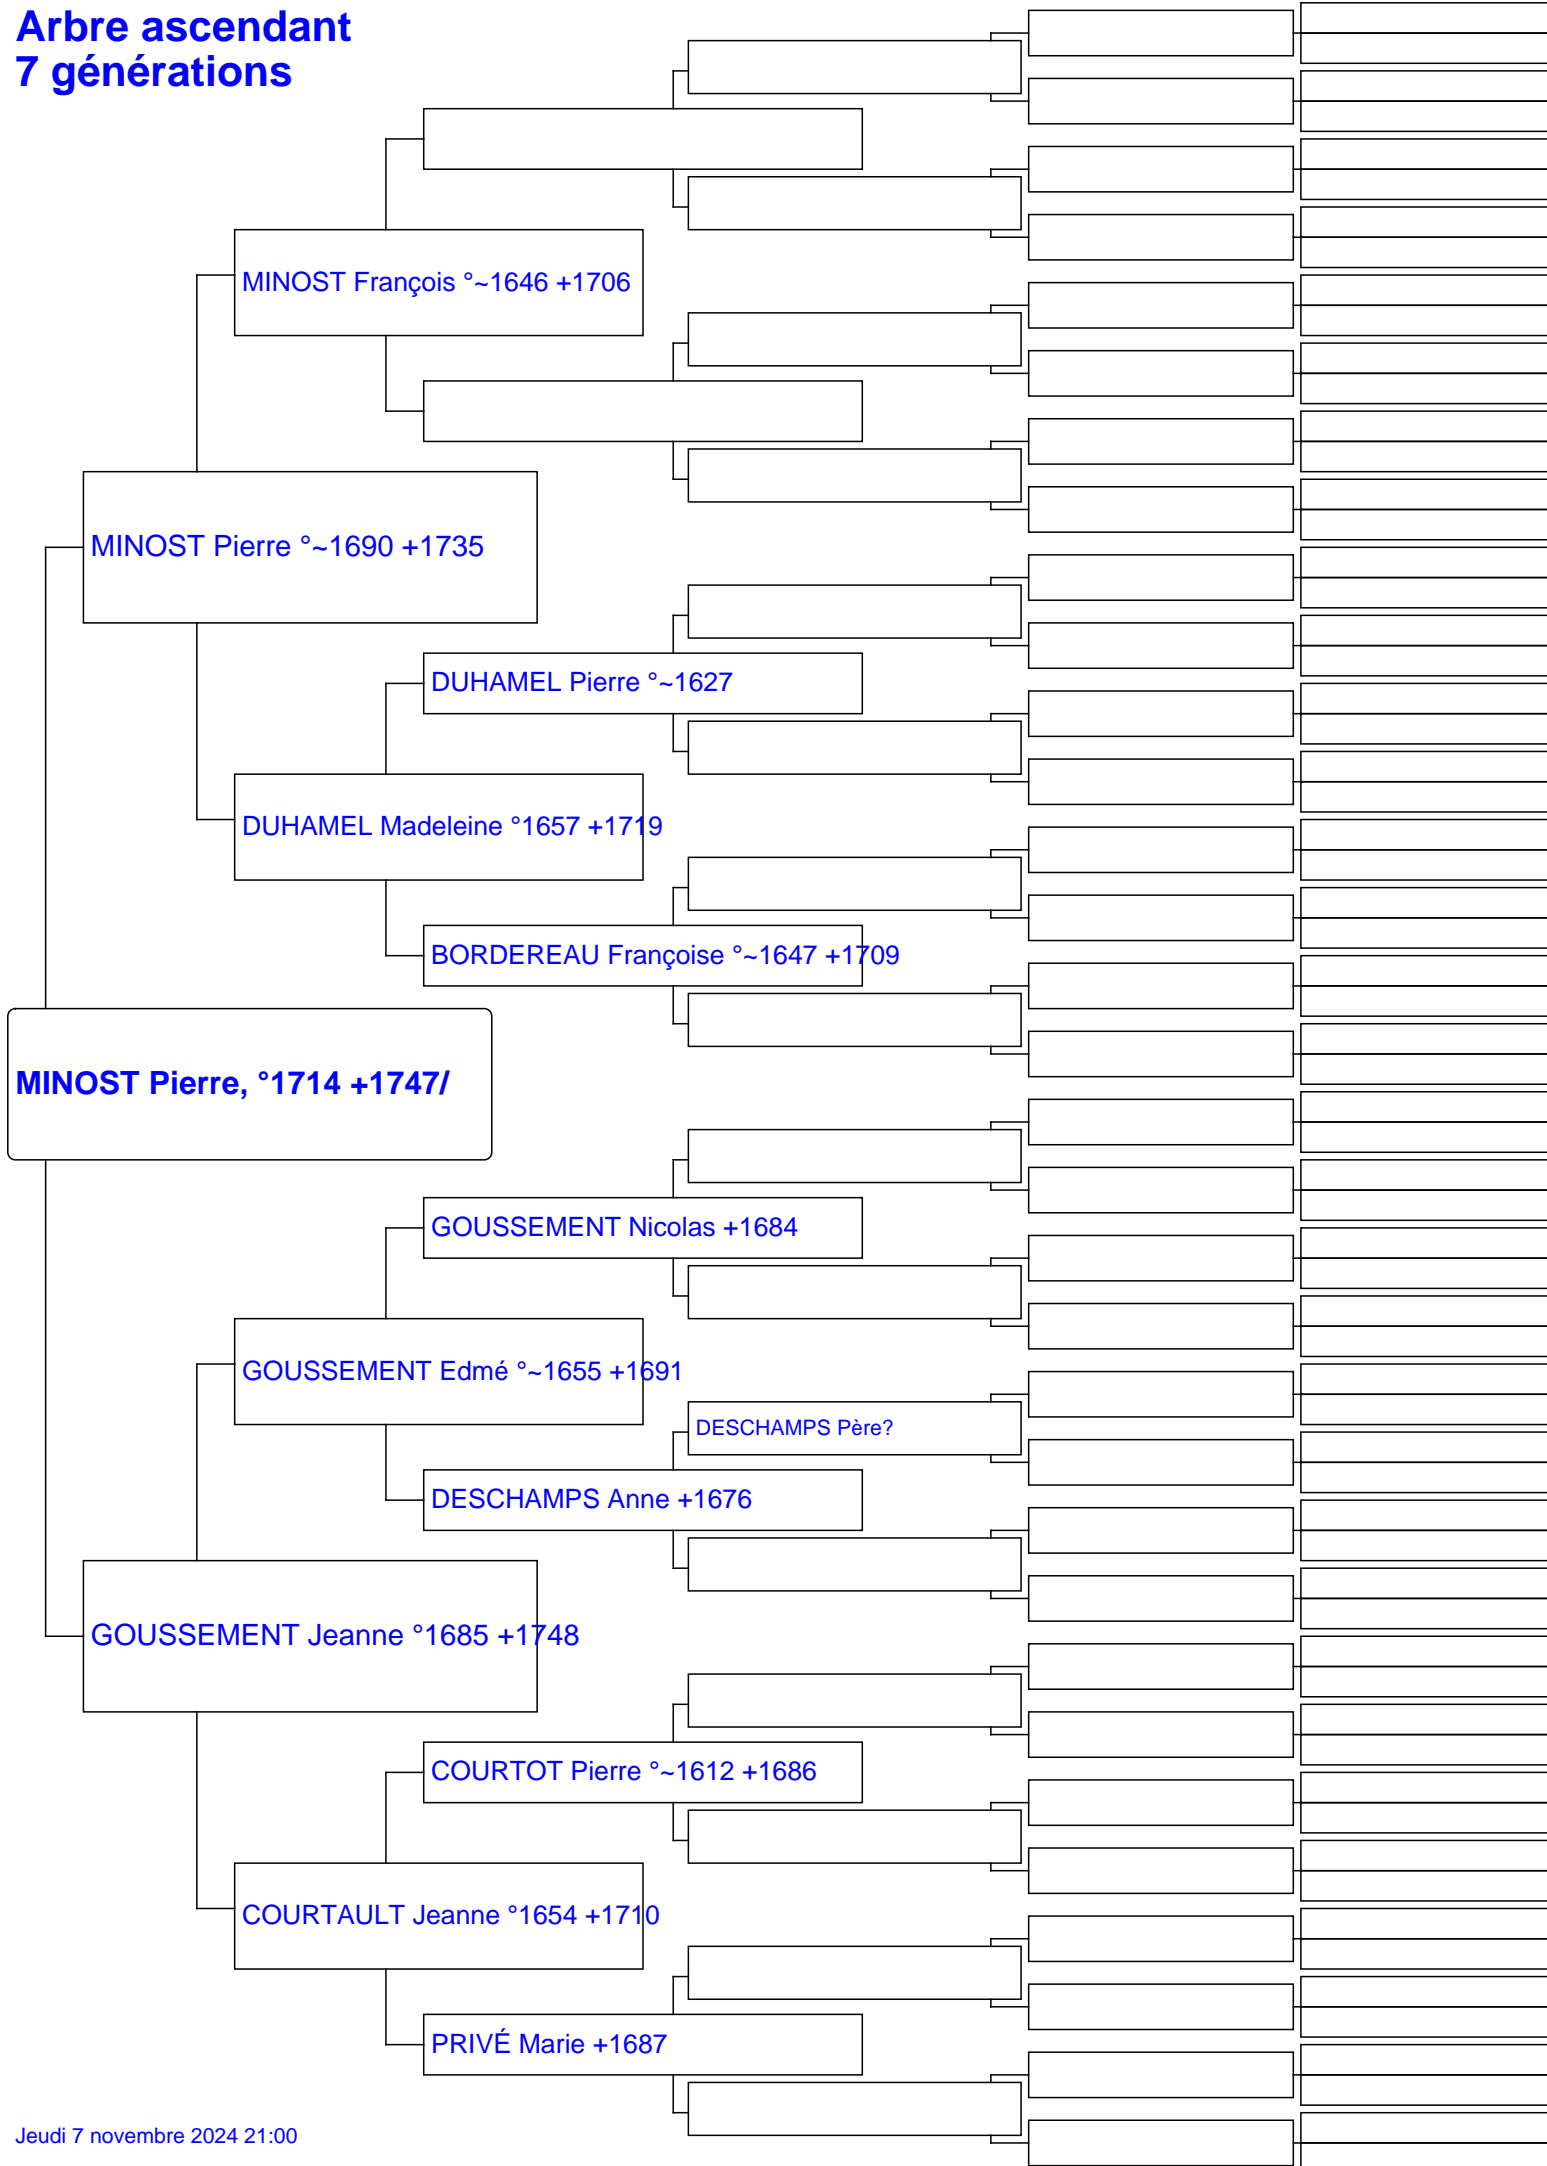 Arbre ascendant
7 générations
MINOST François °~1646 +1706
MINOST Pierre °~1690 +1735
DUHAMEL Pierre °~1627
DUHAMEL Madeleine °1657 +1719
BORDEREAU Françoise °~1647 +1709
MINOST Pierre, °1714 +1747/
GOUSSEMENT Nicolas +1684
GOUSSEMENT Edmé °~1655 +1691
DESCHAMPS Père?
DESCHAMPS Anne +1676
GOUSSEMENT Jeanne °1685 +1748
COURTOT Pierre °~1612 +1686
COURTAULT Jeanne °1654 +1710
PRIVÉ Marie +1687
Jeudi 7 novembre 2024 21:00